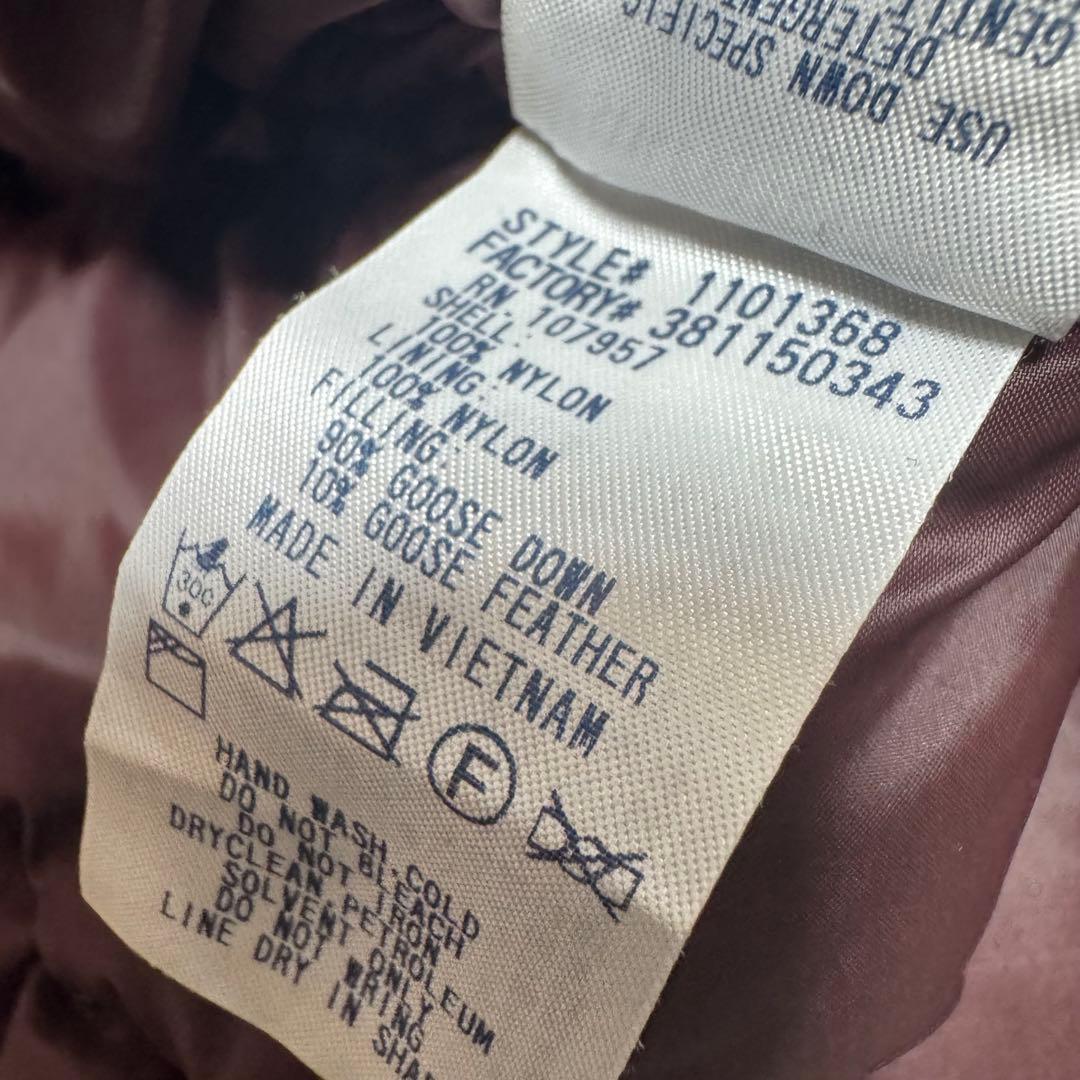 USE DOWN SPECIFIC
DETERGENT
STYLE# 1101368
FACTORY# 381150343
RN. 107957
SHELL:
100% NYLON
LINING:
100% NYLON
FILLING:
90% GOOSE DOWN
10% GOOSE FEATHER
MADE IN VIETNAM
30C
F
HAND WASH.COLD
DO NOT BLEACH
DO NOT IRON
DRYCLEAN PETROLEUM
SOLVENT ONLY
DO NOT WRING
LINE DRY IN